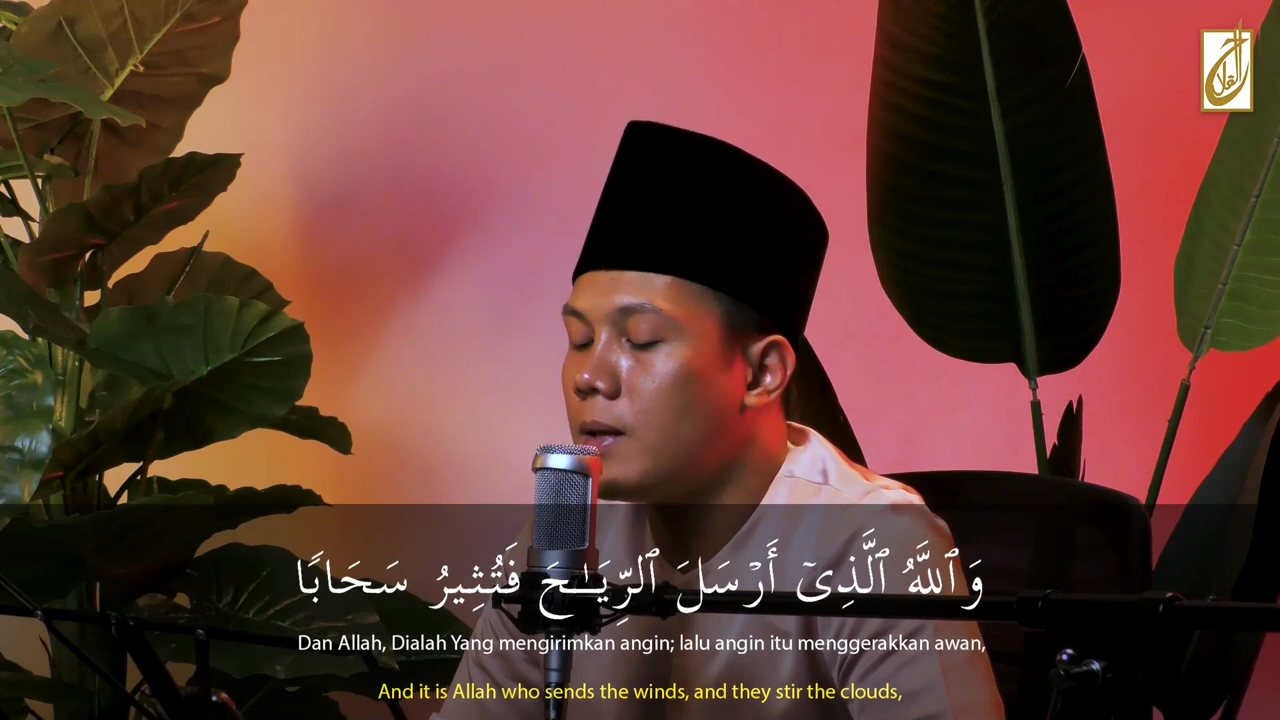 الفلاح
وَٱللَّهُ ٱلَّذِىٓ أَرْسَلَ ٱلرِّيَـٰحَ فَتُثِيرُ سَحَابًا
Dan Allah, Dialah Yang mengirimkan angin; lalu angin itu menggerakkan awan,
And it is Allah who sends the winds, and they stir the clouds,